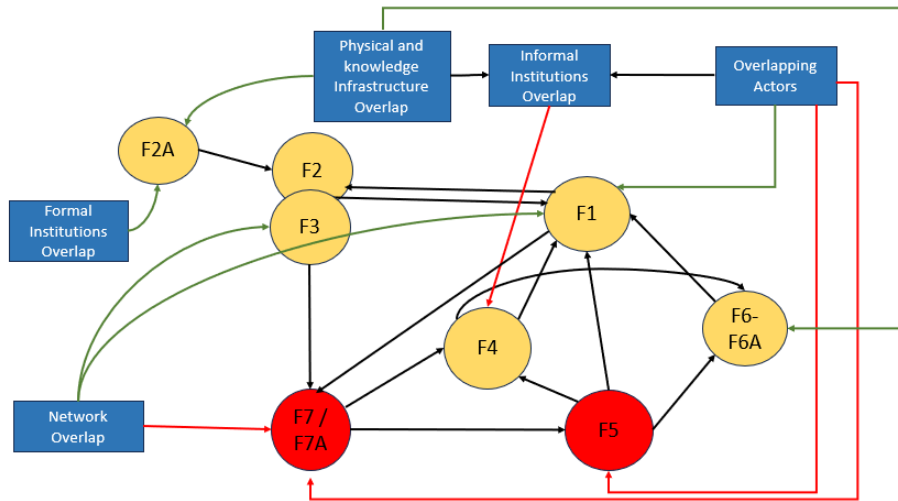 Physical and
knowledge
Infrastructure
Overlap
Informal
Institutions
Overlap
Overlapping
Actors
F2A
F2
F3
F1
Formal
Institutions
Overlap
F4
F6-
F6A
Network
Overlap
F7 /
F7A
F5